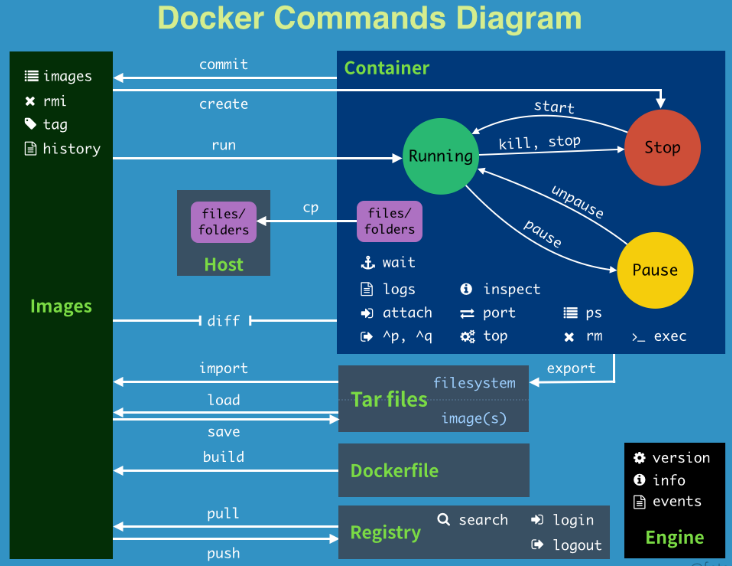 Docker Commands Diagram
images
rmi
tag
history
Images
commit
create
run
cp
files/
folders
Host
diff
import
load
save
build
pull
push
Container
Running
start
kill, stop
Stop
unpause
pause
Pause
files/
folders
wait
logs
inspect
attach
port
ps
^p, ^q
top
rm
>_ exec
export
filesystem
Tar files
image(s)
Dockerfile
Registry
search
login
logout
version
info
events
Engine